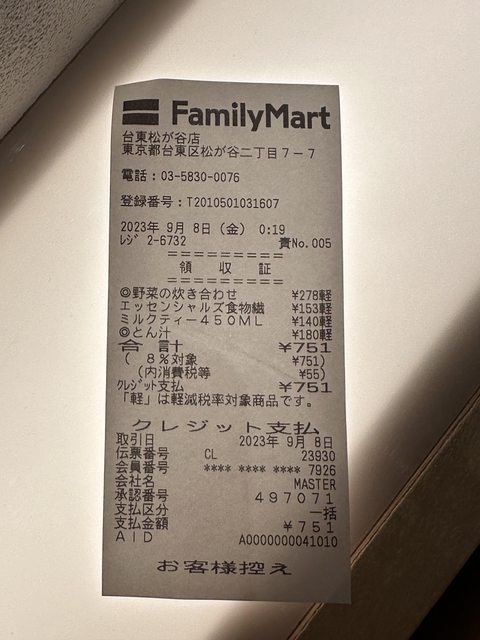 FamilyMart
台東松が谷店
東京都台東区松が谷二丁目7-7
電話:03-5830-0076
登録番号:T2010501031607
2023年 9月 8日(金) 0:19
ﾚｼﾞ 2-6732 責No.005
=========
領 収 証
=========
◎野菜の炊き合わせ ¥278軽
エッセンシャルズ食物繊 ¥153軽
ミルクティー450ML ¥140軽
◎とん汁 ¥180軽
合 計 ¥751
( 8%対象 ¥751)
(内消費税等 ¥55)
ｸﾚｼﾞｯﾄ支払 ¥751
「軽」は軽減税率対象商品です。
クレジット支払
取引日 2023年 9月 8日
伝票番号 CL 23930
会員番号 **** **** **** 7926
会社名 MASTER
承認番号 497071
支払区分 一括
支払金額 ¥751
AID A0000000041010
お客様控え